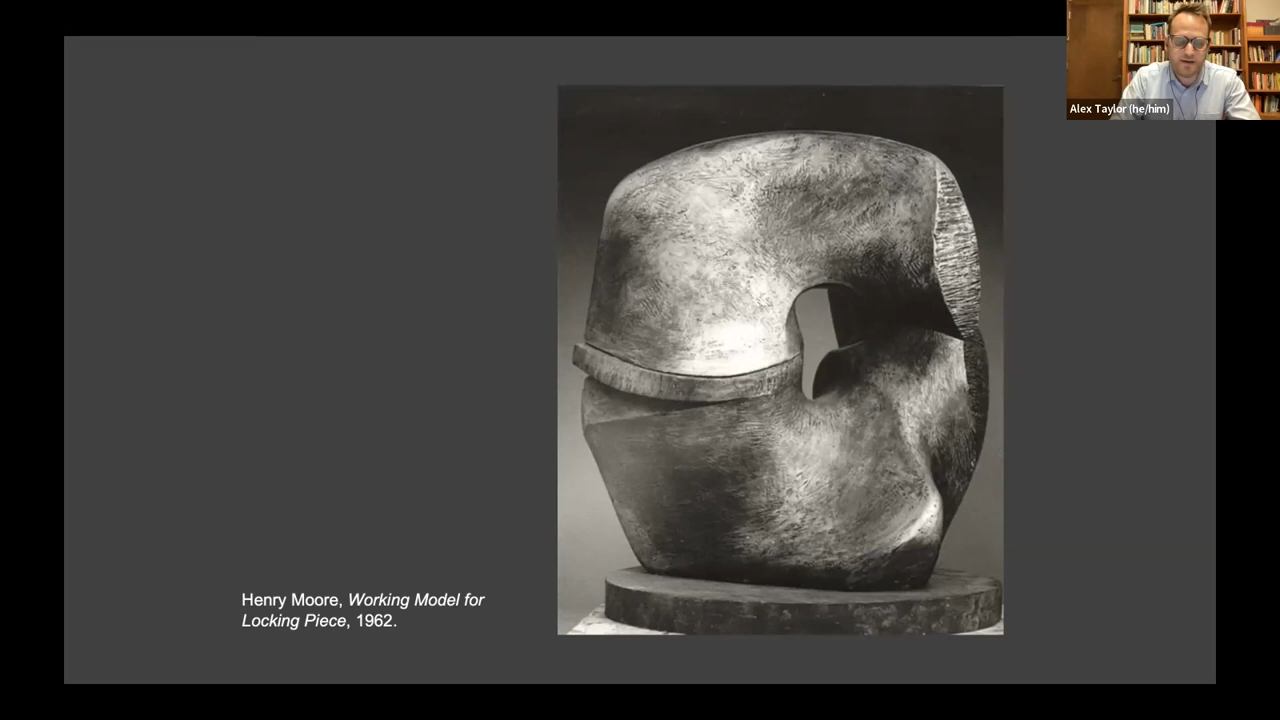 Alex Taylor (he/him)
Henry Moore, Working Model for
Locking Piece, 1962.